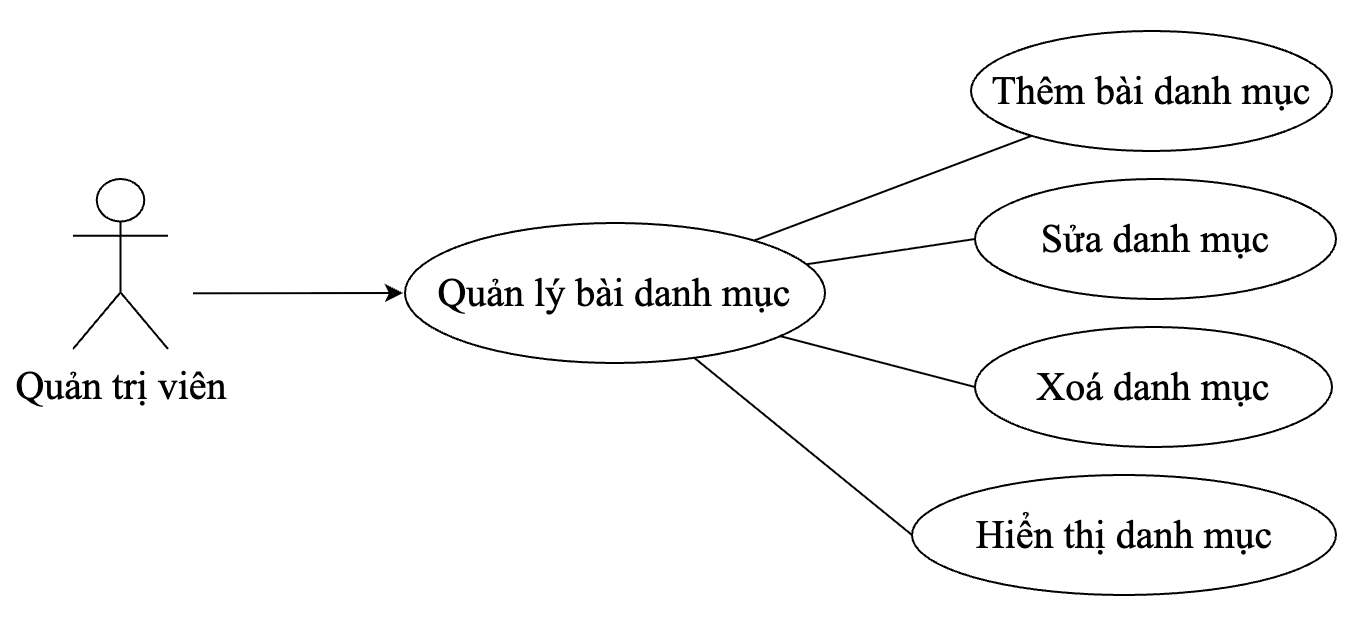 Thêm bài danh mục
Sửa danh mục
Quản lý bài danh mục
Xoá danh mục
Quản trị viên
Hiển thị danh mục